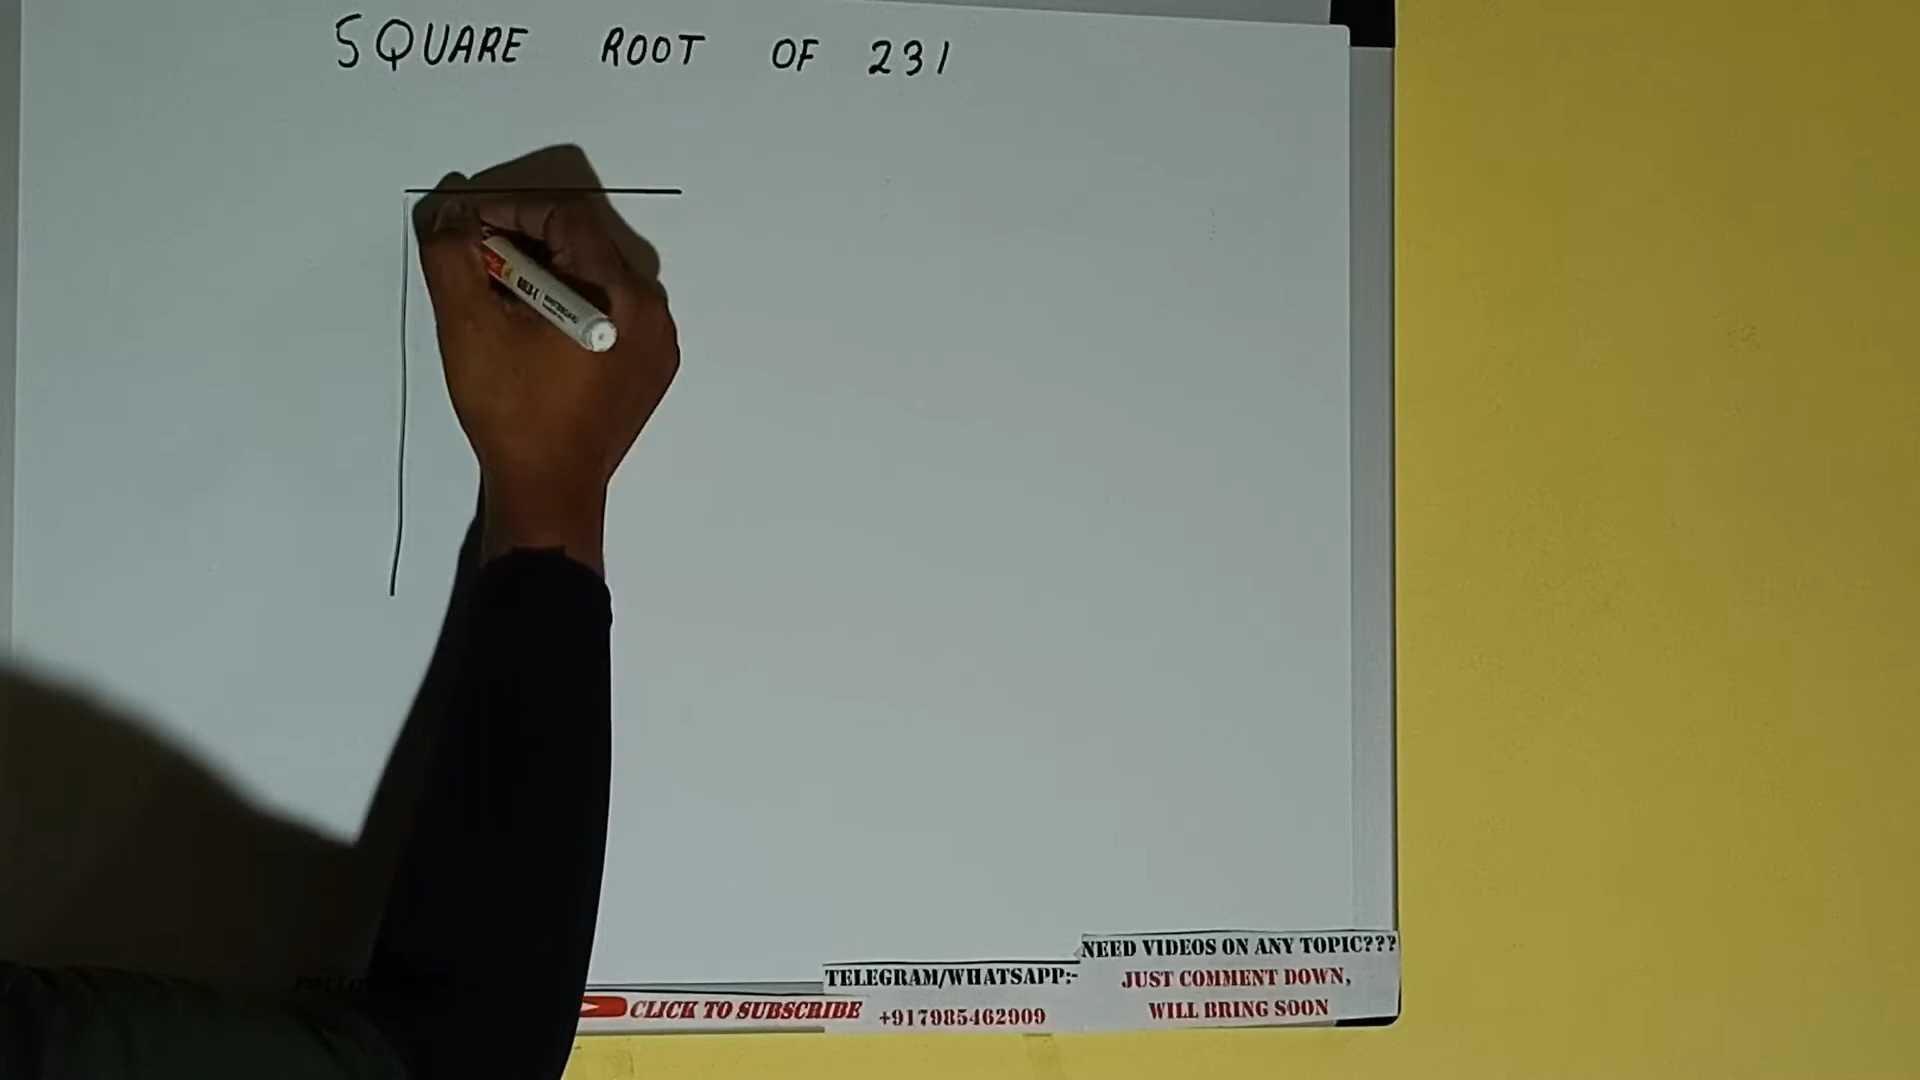 SQUARE ROOT OF 231
NEED VIDEOS ON ANY TOPIC???
JUST COMMENT DOWN,
WILL BRING SOON
TELEGRAM/WHATSAPP:-
+917985462909
CLICK TO SUBSCRIBE